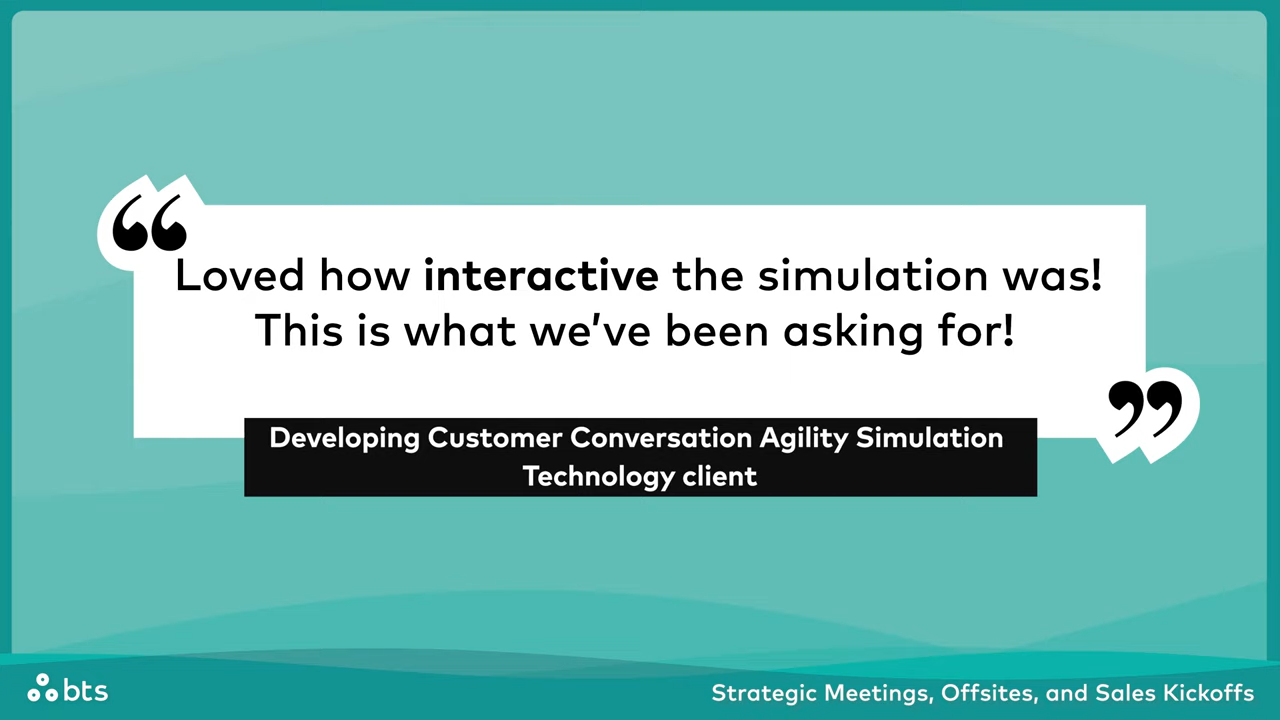 “
Loved how interactive the simulation was!
This is what we’ve been asking for!
”
Developing Customer Conversation Agility Simulation
Technology client
bts
Strategic Meetings, Offsites, and Sales Kickoffs